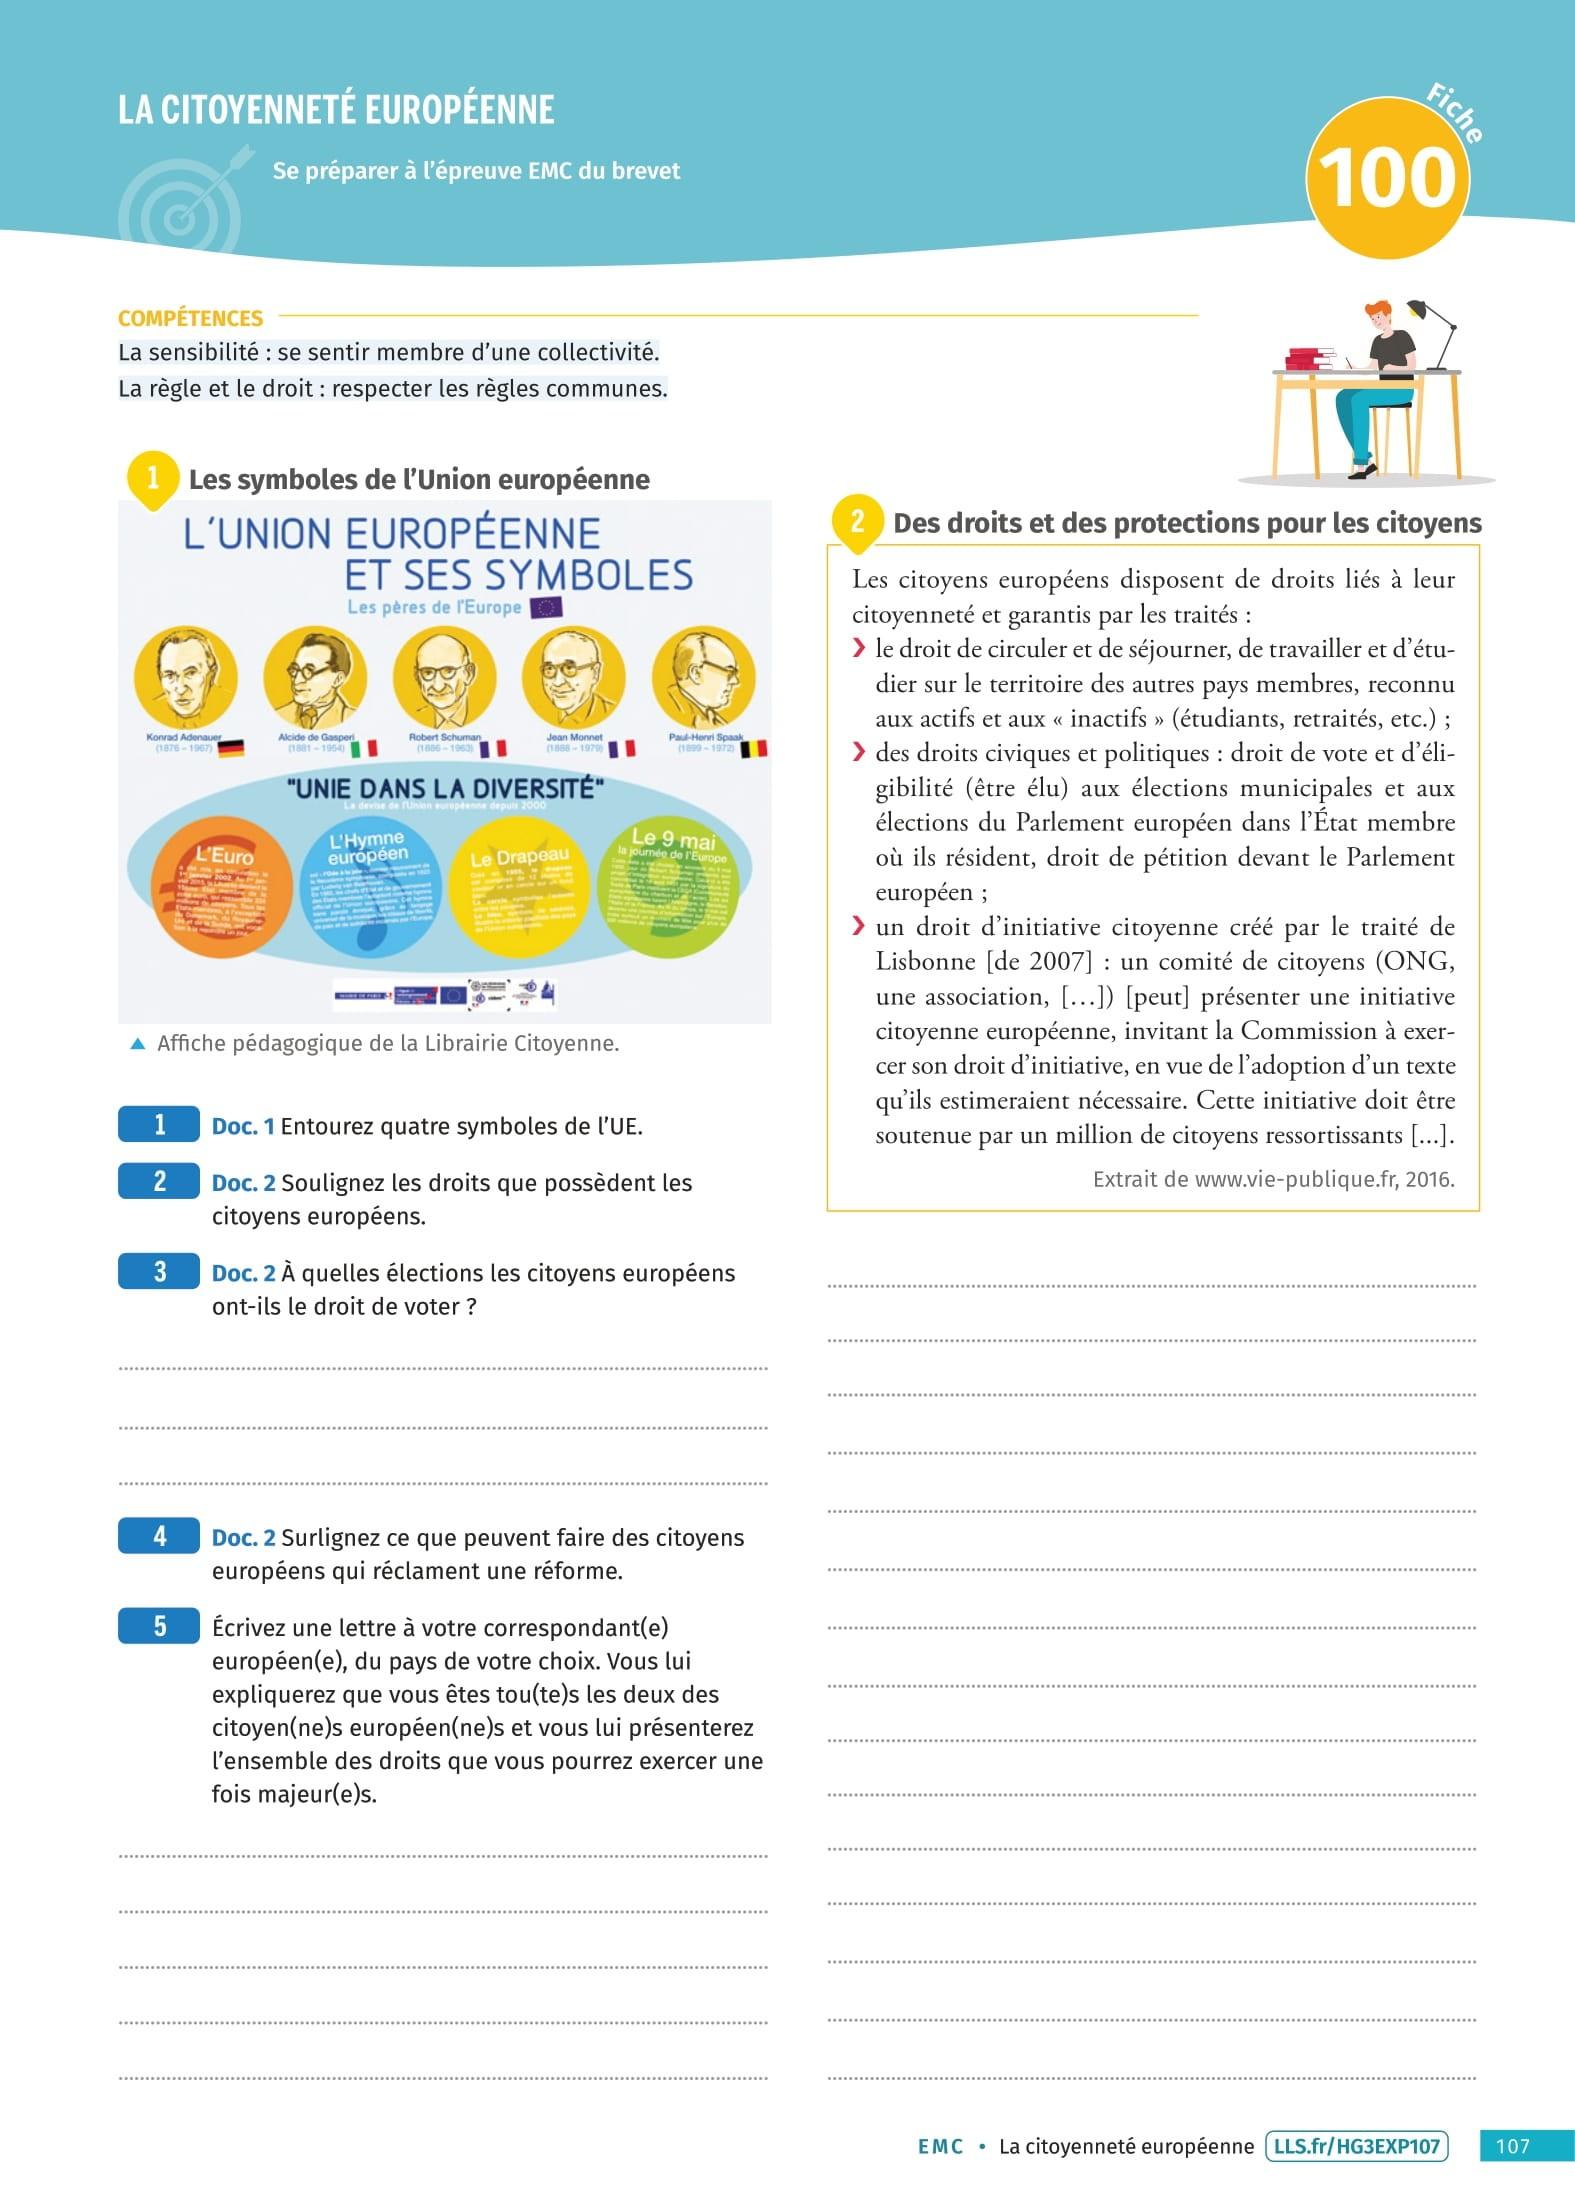 LA CITOYENNETÉ EUROPÉENNE
Se préparer à l'épreuve EMC du brevet
Fiche
100
COMPÉTENCES
La sensibilité : se sentir membre d'une collectivité.
La règle et le droit : respecter les règles communes.
1 Les symboles de l'Union européenne
L'UNION EUROPÉENNE
ET SES SYMBOLES
Les pères de l'Europe
Konrad Adenauer
(1876 – 1967)
Alcide de Gasperi
(1881 – 1954)
Robert Schuman
(1886 – 1963)
Jean Monnet
(1888 – 1979)
Paul-Henri Spaak
(1899 – 1972)
"UNIE DANS LA DIVERSITÉ"
La devise de l'Union européenne depuis 2000
L'Euro
L'Hymne
européen
Le Drapeau
Le 9 mai
la journée de l'Europe
MAIRIE DE PARIS
▲ Affiche pédagogique de la Librairie Citoyenne.
1 Doc. 1 Entourez quatre symboles de l'UE.
2 Doc. 2 Soulignez les droits que possèdent les
citoyens européens.
3 Doc. 2 À quelles élections les citoyens européens
ont-ils le droit de voter ?
4 Doc. 2 Surlignez ce que peuvent faire des citoyens
européens qui réclament une réforme.
5 Écrivez une lettre à votre correspondant(e)
européen(e), du pays de votre choix. Vous lui
expliquerez que vous êtes tou(te)s les deux des
citoyen(ne)s européen(ne)s et vous lui présenterez
l'ensemble des droits que vous pourrez exercer une
fois majeur(e)s.
2 Des droits et des protections pour les citoyens
Les citoyens européens disposent de droits liés à leur
citoyenneté et garantis par les traités :
❯ le droit de circuler et de séjourner, de travailler et d'étu-
dier sur le territoire des autres pays membres, reconnu
aux actifs et aux « inactifs » (étudiants, retraités, etc.) ;
❯ des droits civiques et politiques : droit de vote et d'éli-
gibilité (être élu) aux élections municipales et aux
élections du Parlement européen dans l'État membre
où ils résident, droit de pétition devant le Parlement
européen ;
❯ un droit d'initiative citoyenne créé par le traité de
Lisbonne [de 2007] : un comité de citoyens (ONG,
une association, […]) [peut] présenter une initiative
citoyenne européenne, invitant la Commission à exer-
cer son droit d'initiative, en vue de l'adoption d'un texte
qu'ils estimeraient nécessaire. Cette initiative doit être
soutenue par un million de citoyens ressortissants [...].
Extrait de www.vie-publique.fr, 2016.
EMC • La citoyenneté européenne LLS.fr/HG3EXP107 107